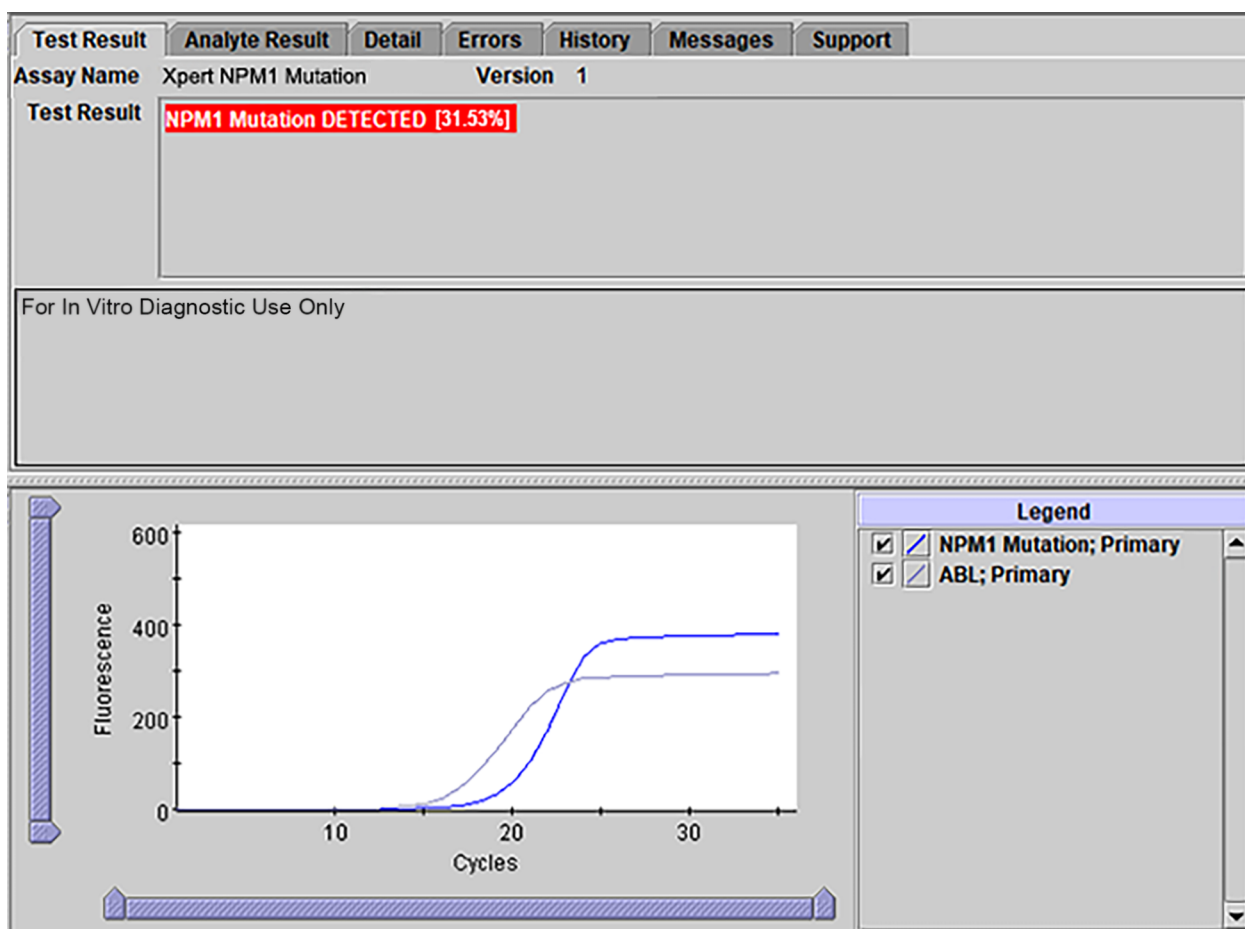 Test Result Analyte Result Detail Errors History Messages Support
Assay Name Xpert NPM1 Mutation Version 1
Test Result NPM1 Mutation DETECTED [31.53%]
For In Vitro Diagnostic Use Only
Legend
NPM1 Mutation; Primary
ABL; Primary
600
400
200
0
Fluorescence
10 20 30
Cycles